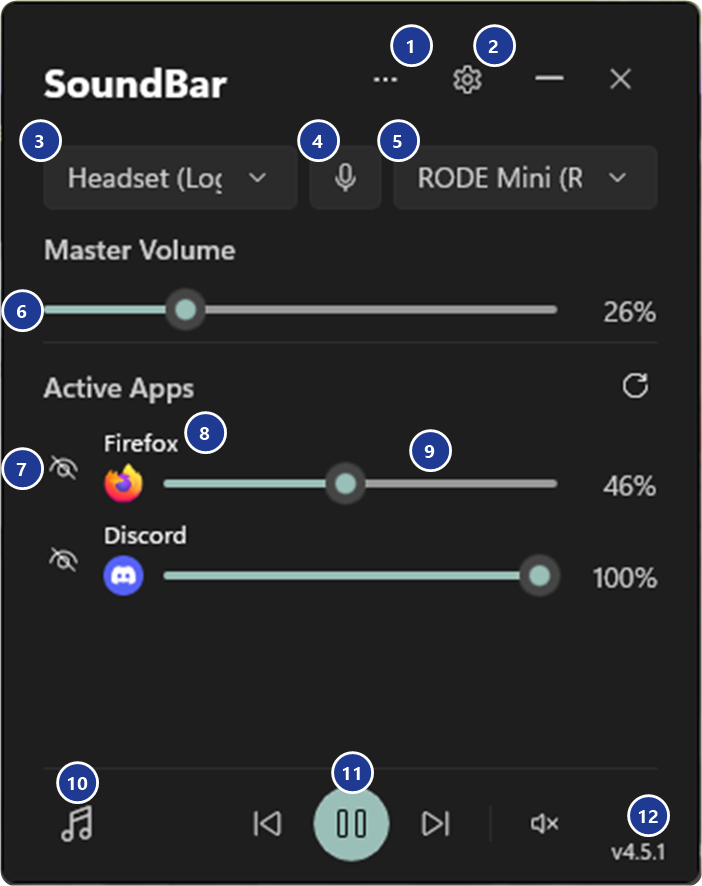 1
2
SoundBar
...
3
4
5
Headset (Log
RODE Mini (R
Master Volume
6
26%
Active Apps
8
Firefox
9
7
46%
Discord
100%
11
10
12
v4.5.1